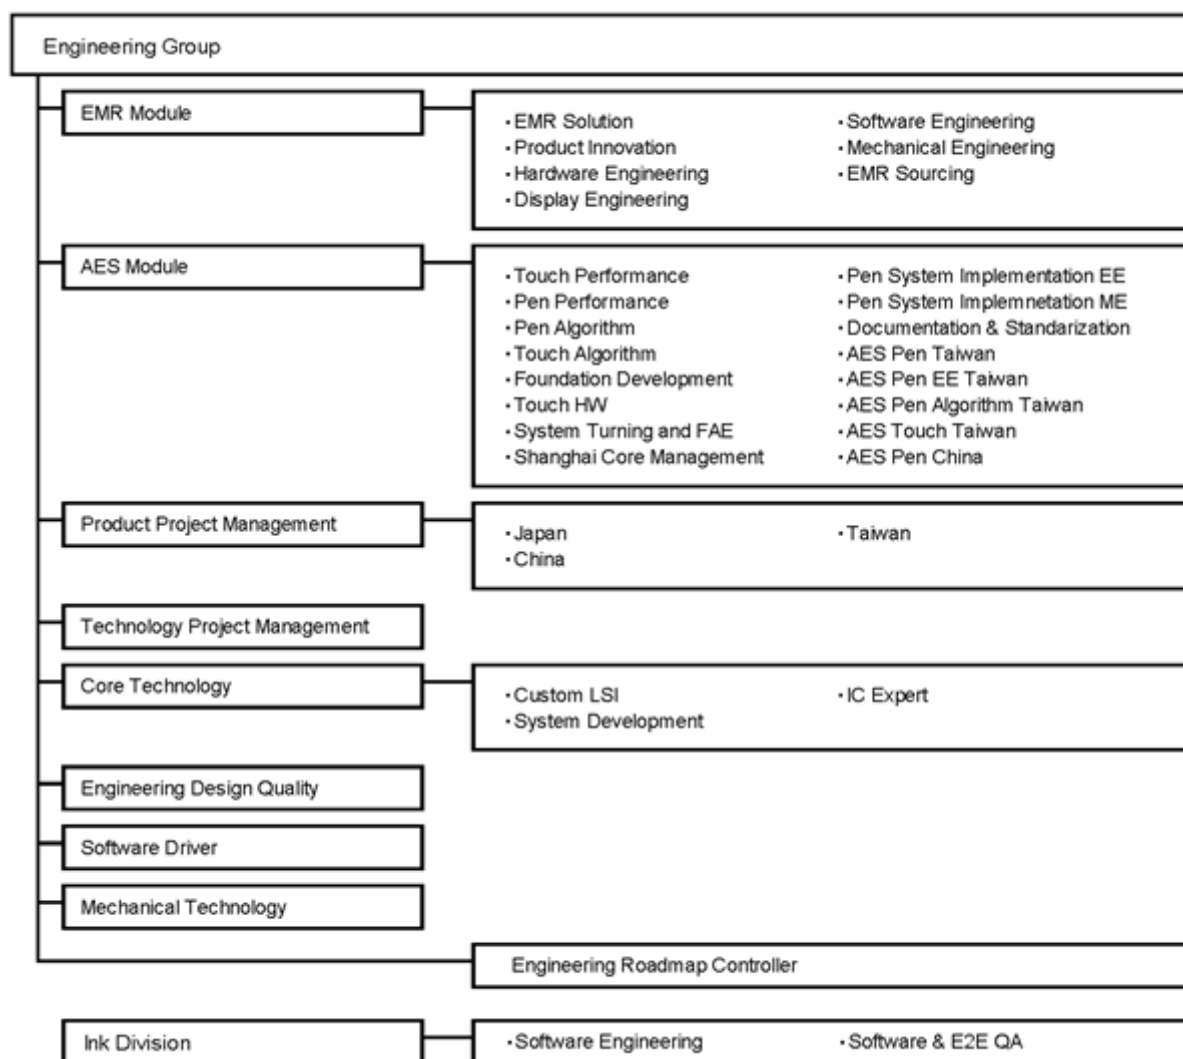 Engineering Group
EMR Module
・EMR Solution
・Product Innovation
・Hardware Engineering
・Display Engineering
・Software Engineering
・Mechanical Engineering
・EMR Sourcing
AES Module
・Touch Performance
・Pen Performance
・Pen Algorithm
・Touch Algorithm
・Foundation Development
・Touch HW
・System Turning and FAE
・Shanghai Core Management
・Pen System Implementation EE
・Pen System Implemnetation ME
・Documentation & Standarization
・AES Pen Taiwan
・AES Pen EE Taiwan
・AES Pen Algorithm Taiwan
・AES Touch Taiwan
・AES Pen China
Product Project Management
・Japan
・China
・Taiwan
Technology Project Management
Core Technology
・Custom LSI
・System Development
・IC Expert
Engineering Design Quality
Software Driver
Mechanical Technology
Engineering Roadmap Controller
Ink Division
・Software Engineering
・Software & E2E QA